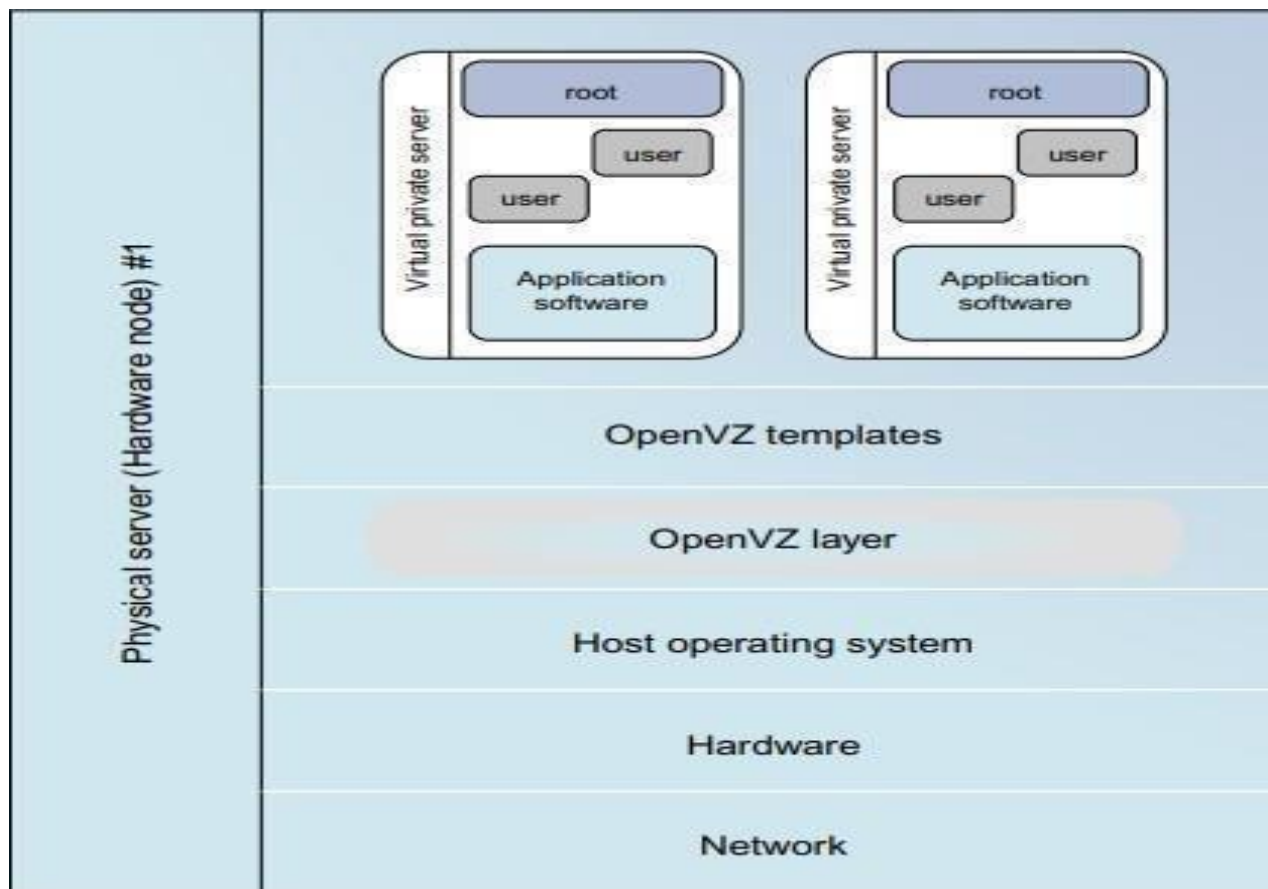 Physical server (Hardware node) #1
Virtual private server
root
user
user
Application
software
Virtual private server
root
user
user
Application
software
OpenVZ templates
OpenVZ layer
Host operating system
Hardware
Network